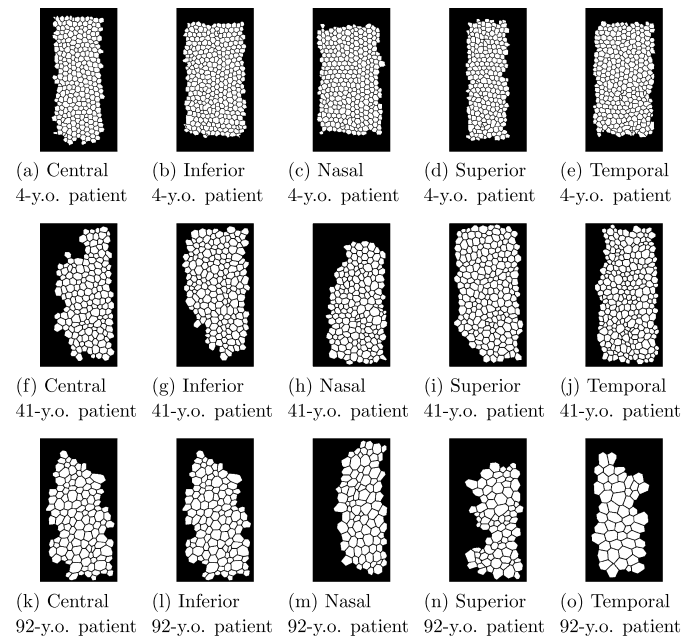 (a) Central
4-y.o. patient
(b) Inferior
4-y.o. patient
(c) Nasal
4-y.o. patient
(d) Superior
4-y.o. patient
(e) Temporal
4-y.o. patient
(f) Central
41-y.o. patient
(g) Inferior
41-y.o. patient
(h) Nasal
41-y.o. patient
(i) Superior
41-y.o. patient
(j) Temporal
41-y.o. patient
(k) Central
92-y.o. patient
(l) Inferior
92-y.o. patient
(m) Nasal
92-y.o. patient
(n) Superior
92-y.o. patient
(o) Temporal
92-y.o. patient